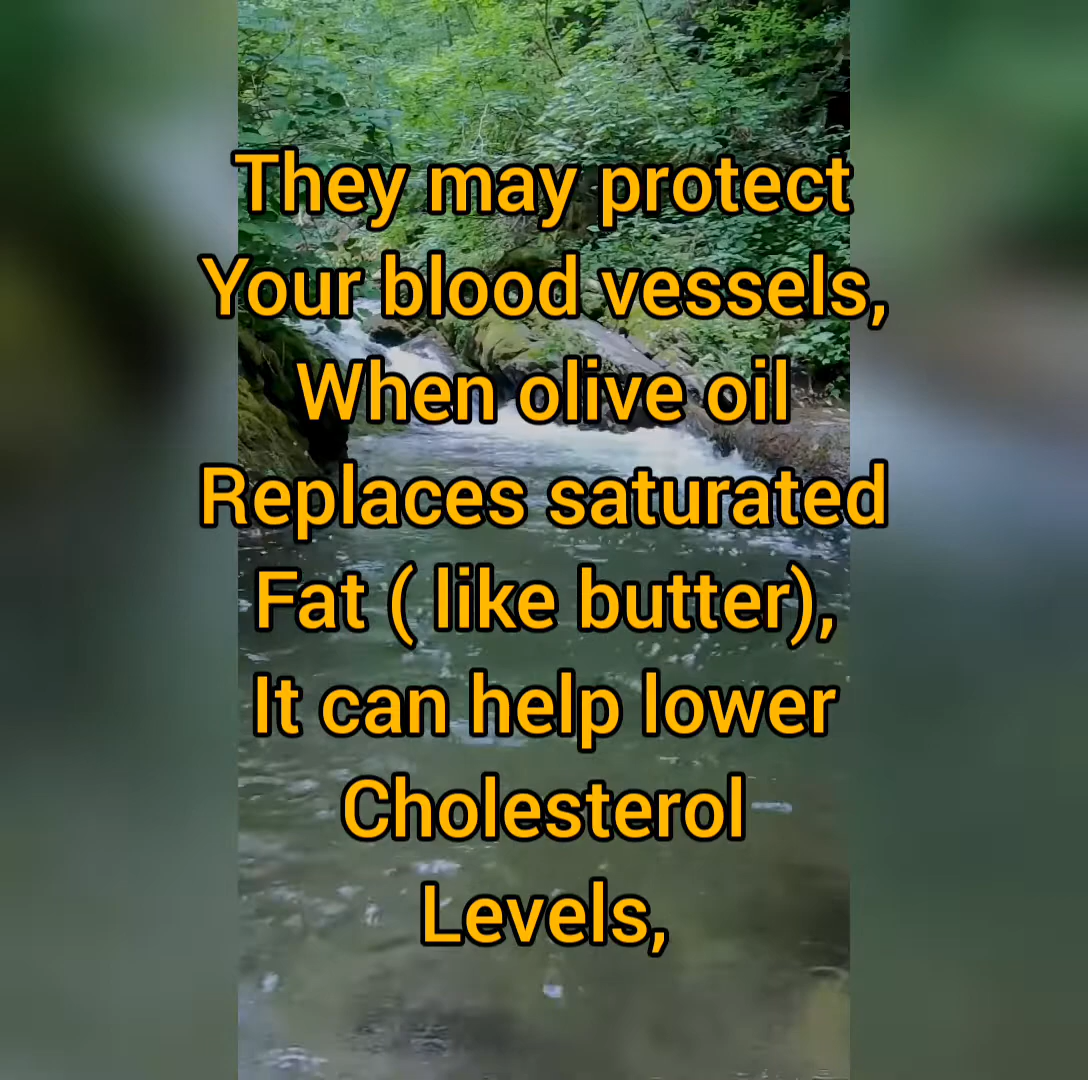 They may protect
Your blood vessels,
When olive oil
Replaces saturated
Fat ( like butter),
It can help lower
Cholesterol
Levels,